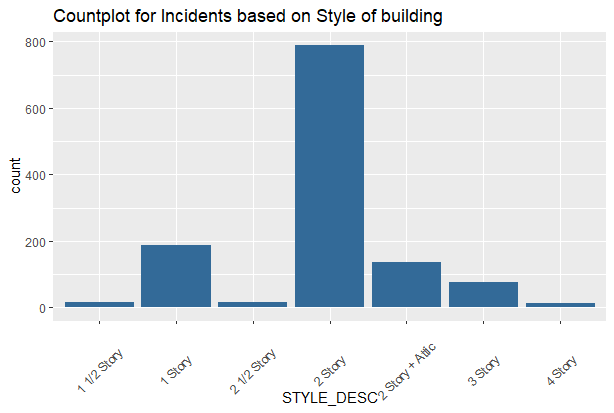 Countplot for Incidents based on Style of building
count
800
600
400
200
0
1 1/2 Story
1 Story
2 1/2 Story
2 Story
2 Story + Attic
3 Story
4 Story
STYLE_DESC